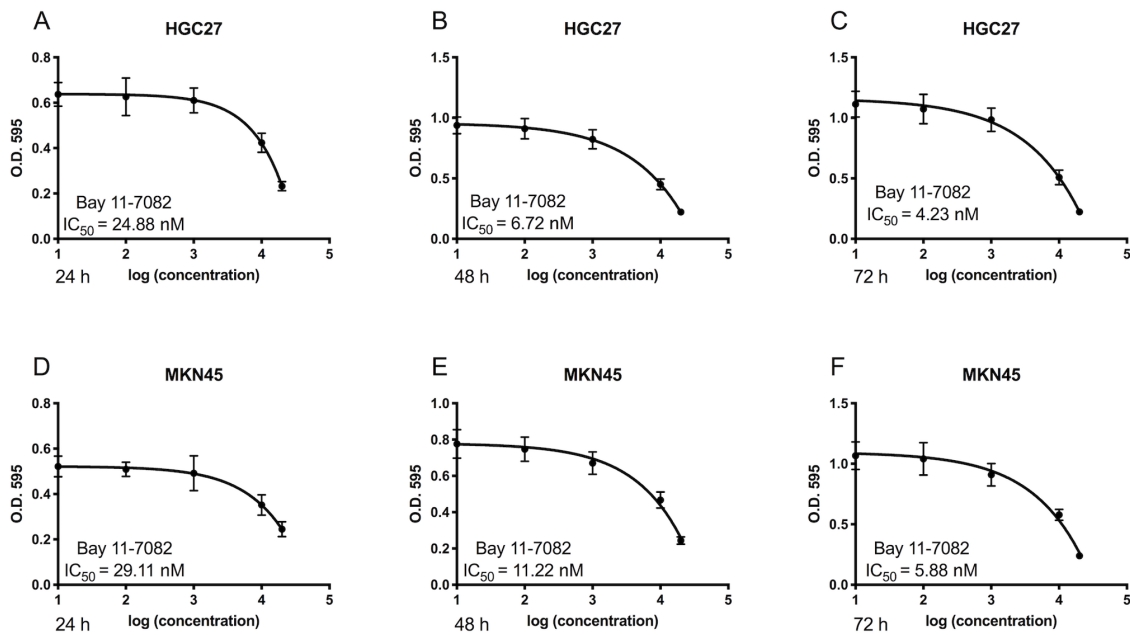 A
HGC27
0.8
0.6
0.4
0.2
0.0
O.D. 595
Bay 11-7082
IC50 = 24.88 nM
1 2 3 4 5
24 h
log (concentration)
B
HGC27
1.5
1.0
0.5
0.0
O.D. 595
Bay 11-7082
IC50 = 6.72 nM
1 2 3 4 5
48 h
log (concentration)
C
HGC27
1.5
1.0
0.5
0.0
O.D. 595
Bay 11-7082
IC50 = 4.23 nM
1 2 3 4 5
72 h
log (concentration)
D
MKN45
0.8
0.6
0.4
0.2
0.0
O.D. 595
Bay 11-7082
IC50 = 29.11 nM
1 2 3 4 5
24 h
log (concentration)
E
MKN45
1.0
0.8
0.6
0.4
0.2
0.0
O.D. 595
Bay 11-7082
IC50 = 11.22 nM
1 2 3 4 5
48 h
log (concentration)
F
MKN45
1.5
1.0
0.5
0.0
O.D. 595
Bay 11-7082
IC50 = 5.88 nM
1 2 3 4 5
72 h
log (concentration)